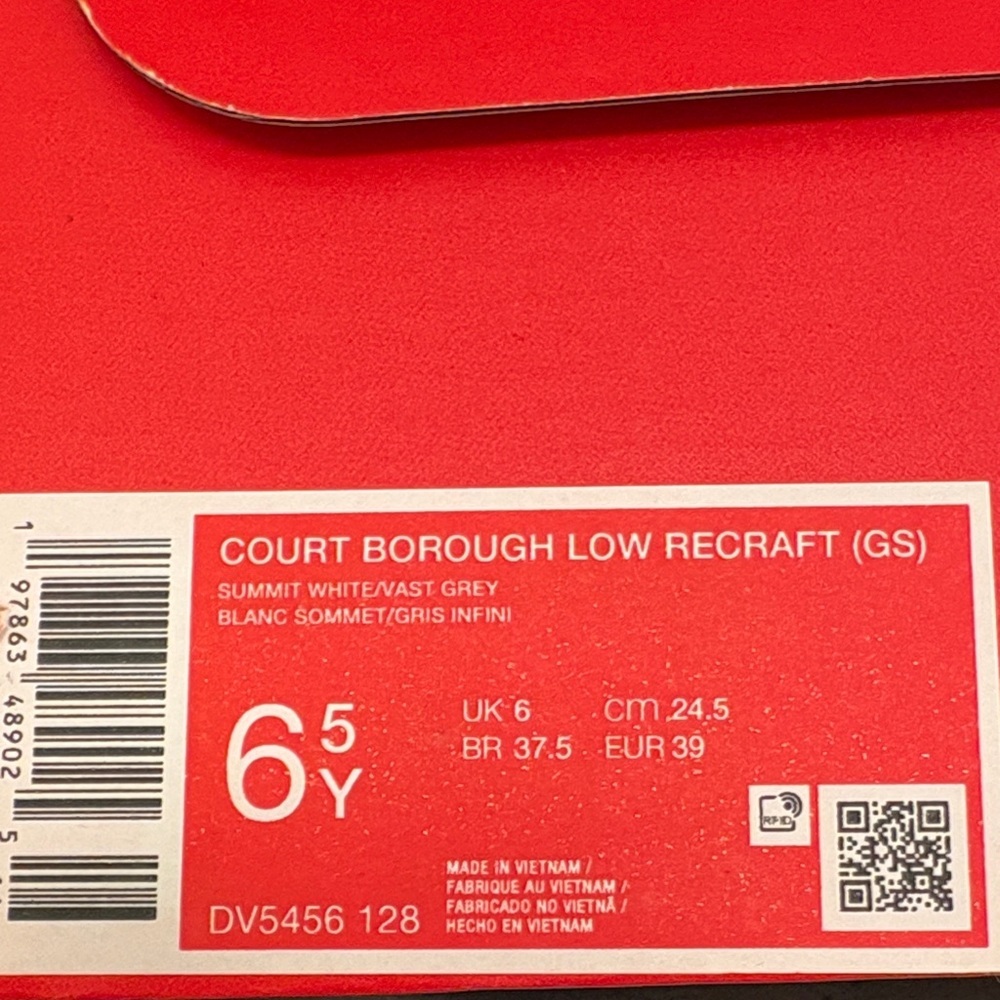 COURT BOROUGH LOW RECRAFT (GS)
SUMMIT WHITE/VAST GREY
BLANC SOMMET/GRIS INFINI
6 5 Y
UK 6 cm 24.5
BR 37.5 EUR 39
RFID
MADE IN VIETNAM /
FABRIQUE AU VIETNAM /
FABRICADO NO VIETNÃ /
HECHO EN VIETNAM
DV5456 128
1 97863 48902 5